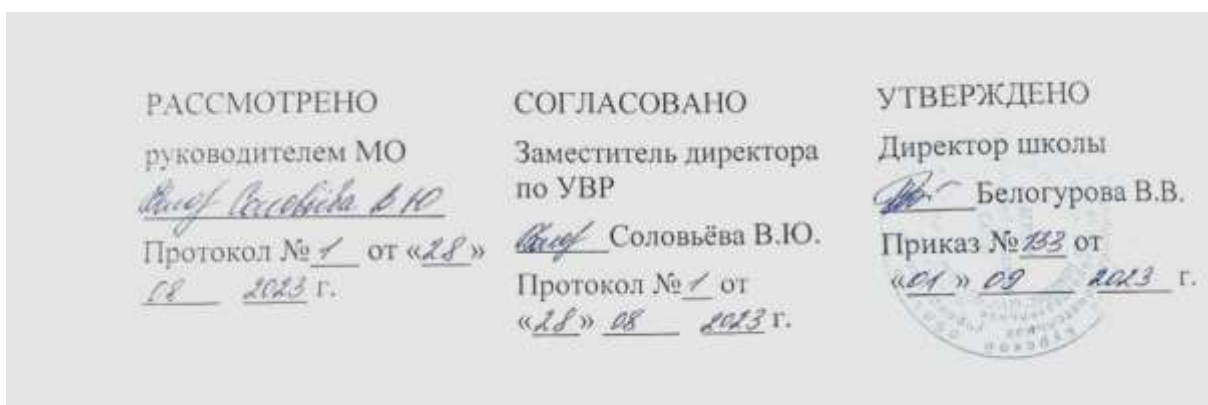 РАССМОТРЕНО
руководителем МО
Соловьёва В Ю
Протокол № 1 от «28»
08 2023 г.
СОГЛАСОВАНО
Заместитель директора
по УВР
Соловьёва В.Ю.
Протокол № 1 от
«28» 08 2023 г.
УТВЕРЖДЕНО
Директор школы
Белогурова В.В.
Приказ № 133 от
«01» 09 2023 г.